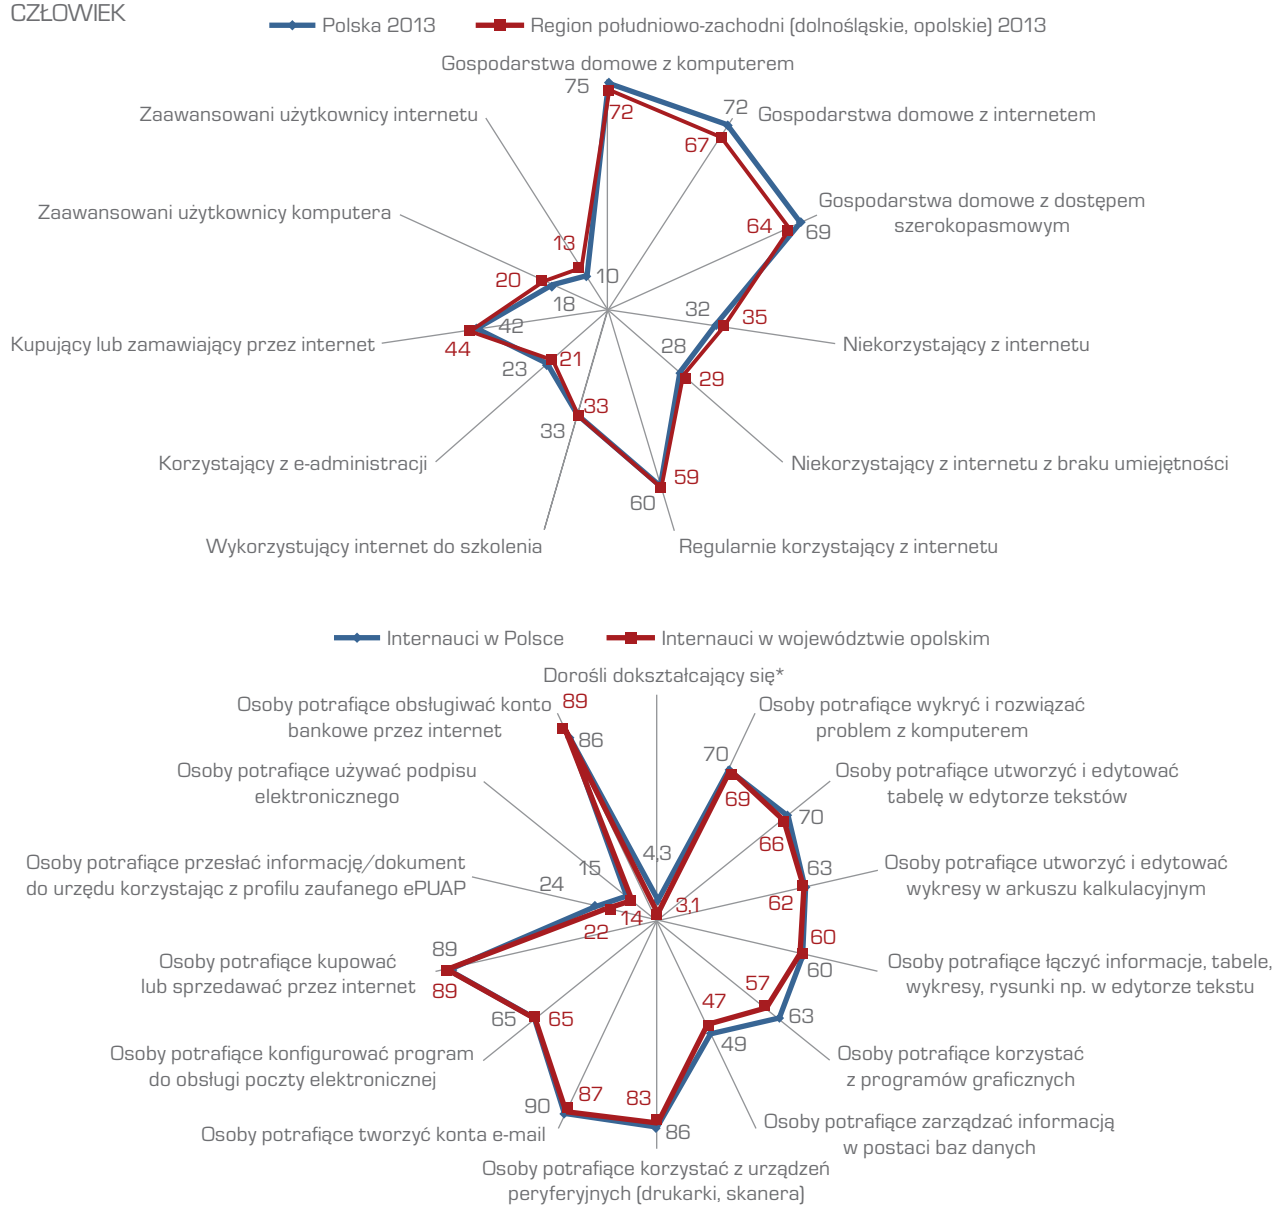 CZŁOWIEK
Polska 2013
Region południowo-zachodni (dolnośląskie, opolskie) 2013
Gospodarstwa domowe z komputerem
75
72
72
Gospodarstwa domowe z internetem
67
Gospodarstwa domowe z dostępem
szerokopasmowym
64
69
32
35
Niekorzystający z internetu
28
29
Niekorzystający z internetu z braku umiejętności
59
60
Regularnie korzystający z internetu
33
33
Wykorzystujący internet do szkolenia
21
23
Korzystający z e-administracji
42
44
Kupujący lub zamawiający przez internet
20
18
Zaawansowani użytkownicy komputera
13
10
Zaawansowani użytkownicy internetu
Internauci w Polsce
Internauci w województwie opolskim
Dorośli dokształcający się*
4,3
3,1
Osoby potrafiące wykryć i rozwiązać
problem z komputerem
70
69
Osoby potrafiące utworzyć i edytować
tabelę w edytorze tekstów
70
66
Osoby potrafiące utworzyć i edytować
wykresy w arkuszu kalkulacyjnym
63
62
Osoby potrafiące łączyć informacje, tabele,
wykresy, rysunki np. w edytorze tekstu
60
60
Osoby potrafiące korzystać
z programów graficznych
57
63
Osoby potrafiące zarządzać informacją
w postaci baz danych
47
49
Osoby potrafiące korzystać z urządzeń
peryferyjnych (drukarki, skanera)
83
86
Osoby potrafiące tworzyć konta e-mail
90
87
Osoby potrafiące konfigurować program
do obsługi poczty elektronicznej
65
65
Osoby potrafiące kupować
lub sprzedawać przez internet
89
89
Osoby potrafiące przesłać informację/dokument
do urzędu korzystając z profilu zaufanego ePUAP
24
22
Osoby potrafiące używać podpisu
elektronicznego
15
14
Osoby potrafiące obsługiwać konto
bankowe przez internet
89
86